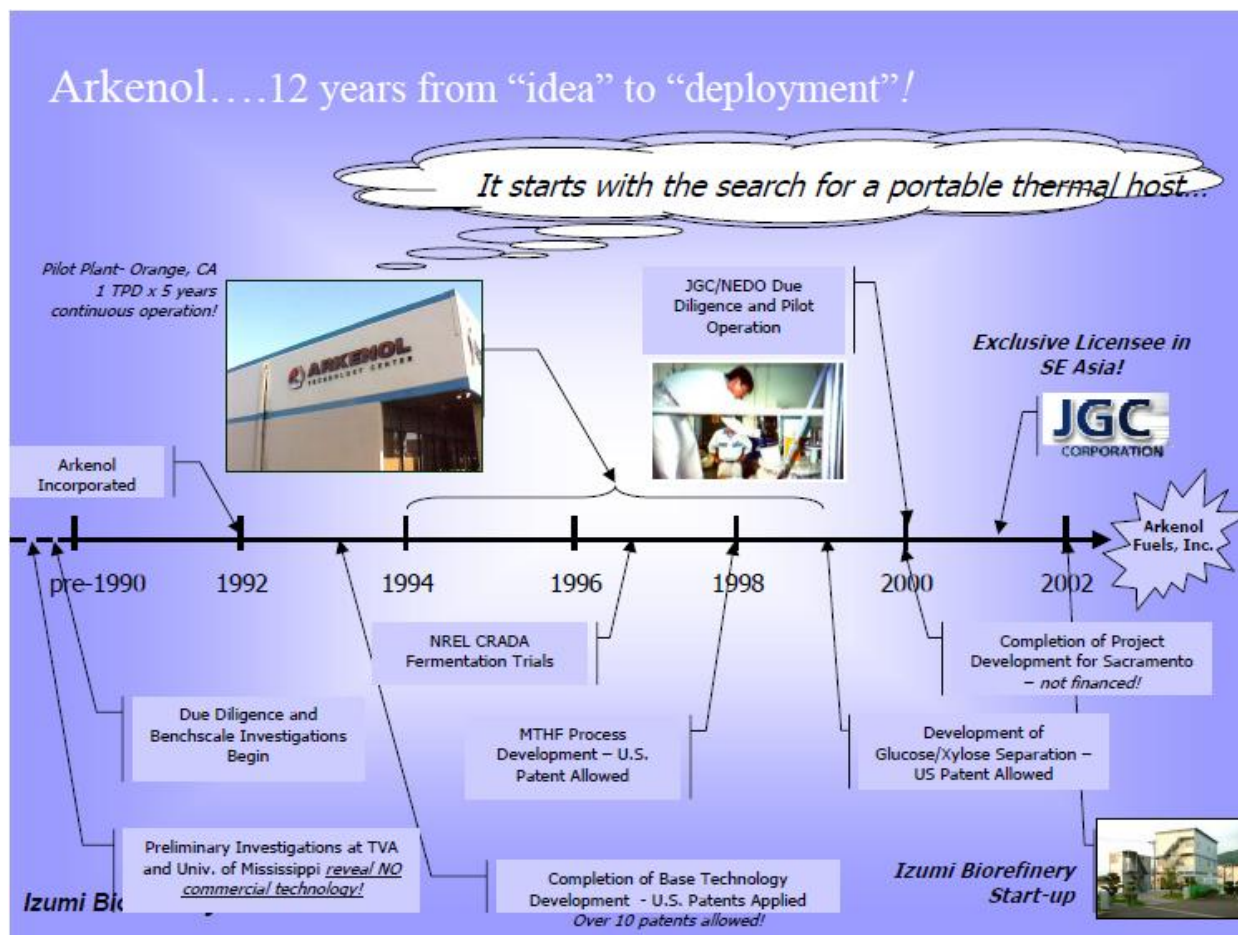 Arkenol….12 years from “idea” to “deployment”!
It starts with the search for a portable thermal host...
Pilot Plant- Orange, CA
1 TPD x 5 years
continuous operation!
ARKENOL
TECHNOLOGY CENTER
JGC/NEDO Due
Diligence and Pilot
Operation
Exclusive Licensee in
SE Asia!
JGC
CORPORATION
Arkenol
Incorporated
Arkenol
Fuels, Inc.
pre-1990
1992
1994
1996
1998
2000
2002
NREL CRADA
Fermentation Trials
Completion of Project
Development for Sacramento
– not financed!
Due Diligence and
Benchscale Investigations
Begin
MTHF Process
Development – U.S.
Patent Allowed
Development of
Glucose/Xylose Separation –
US Patent Allowed
Preliminary Investigations at TVA
and Univ. of Mississippi reveal NO
commercial technology!
Completion of Base Technology
Development - U.S. Patents Applied
Over 10 patents allowed!
Izumi Biorefinery
Start-up
Izumi